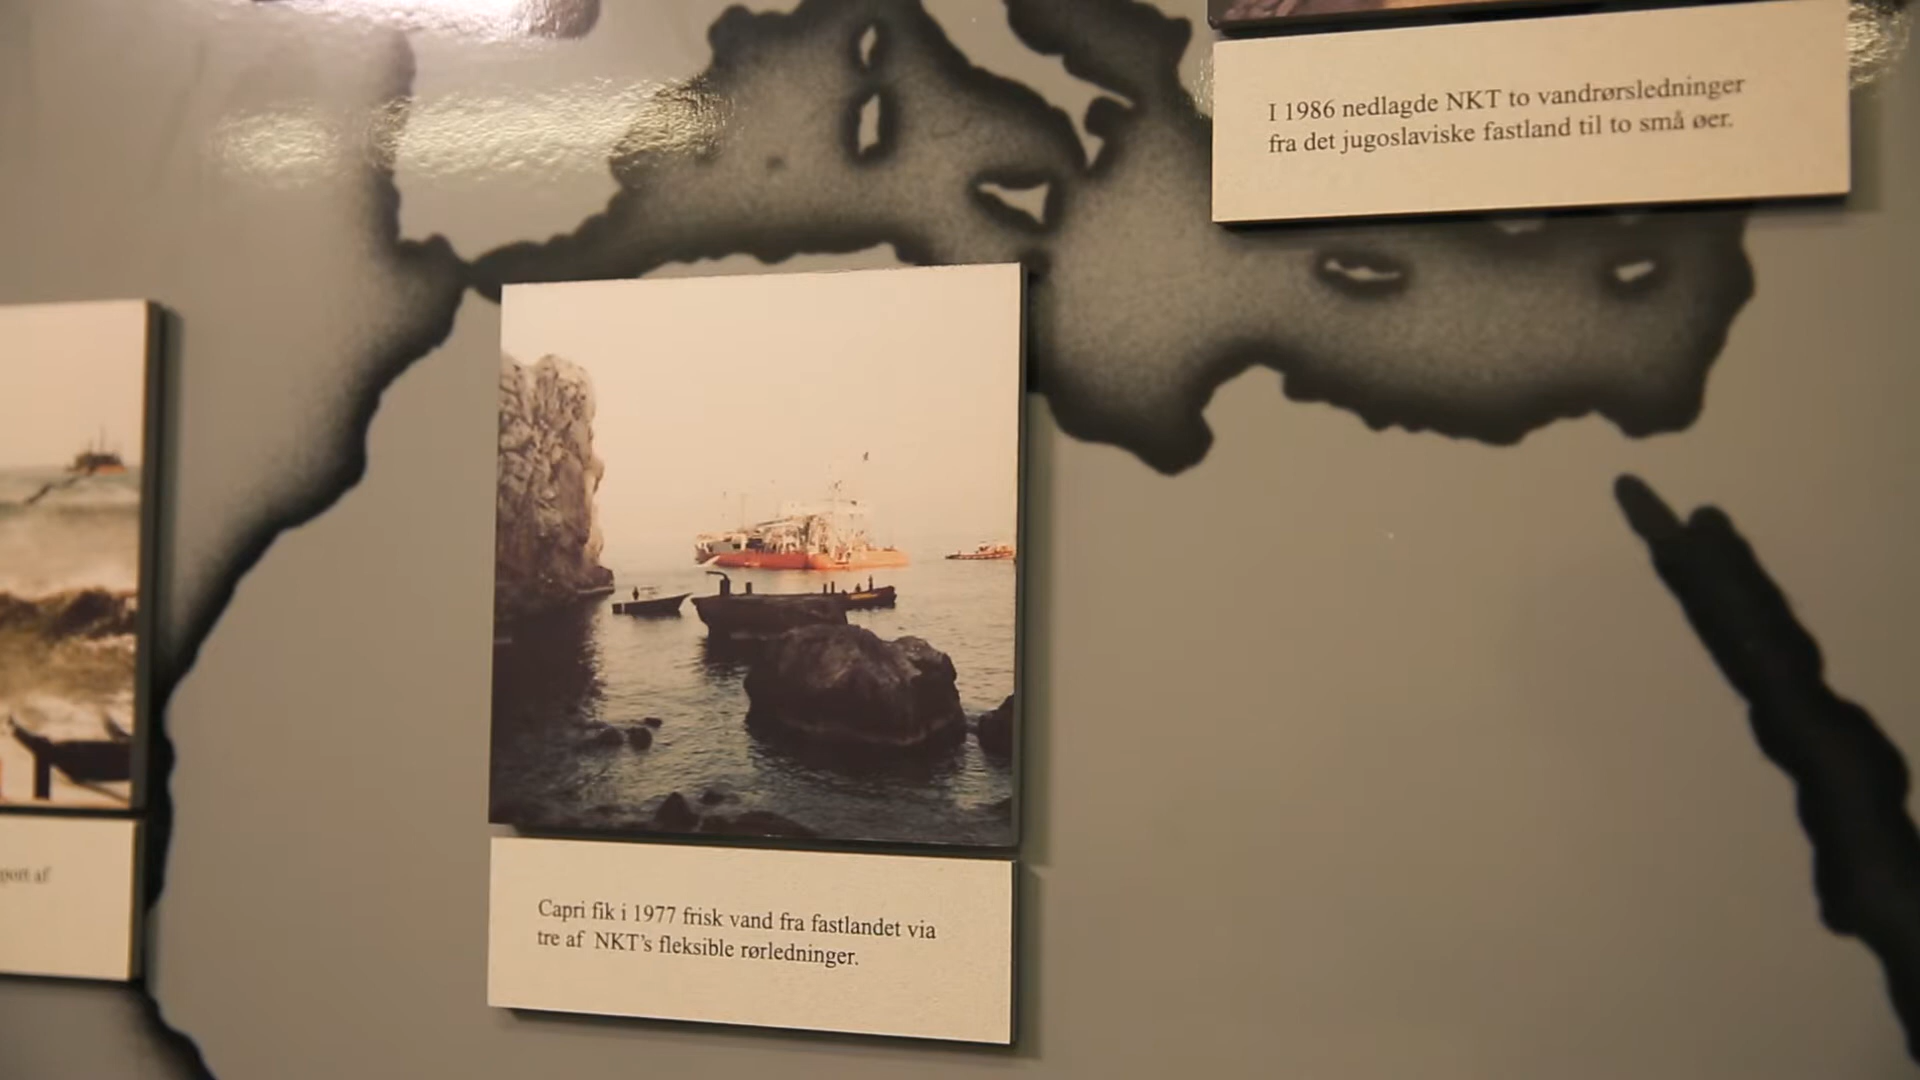 I 1986 nedlagde NKT to vandrørsledninger
fra det jugoslaviske fastland til to små øer.
Capri fik i 1977 frisk vand fra fastlandet via
tre af NKT's fleksible rørledninger.
af